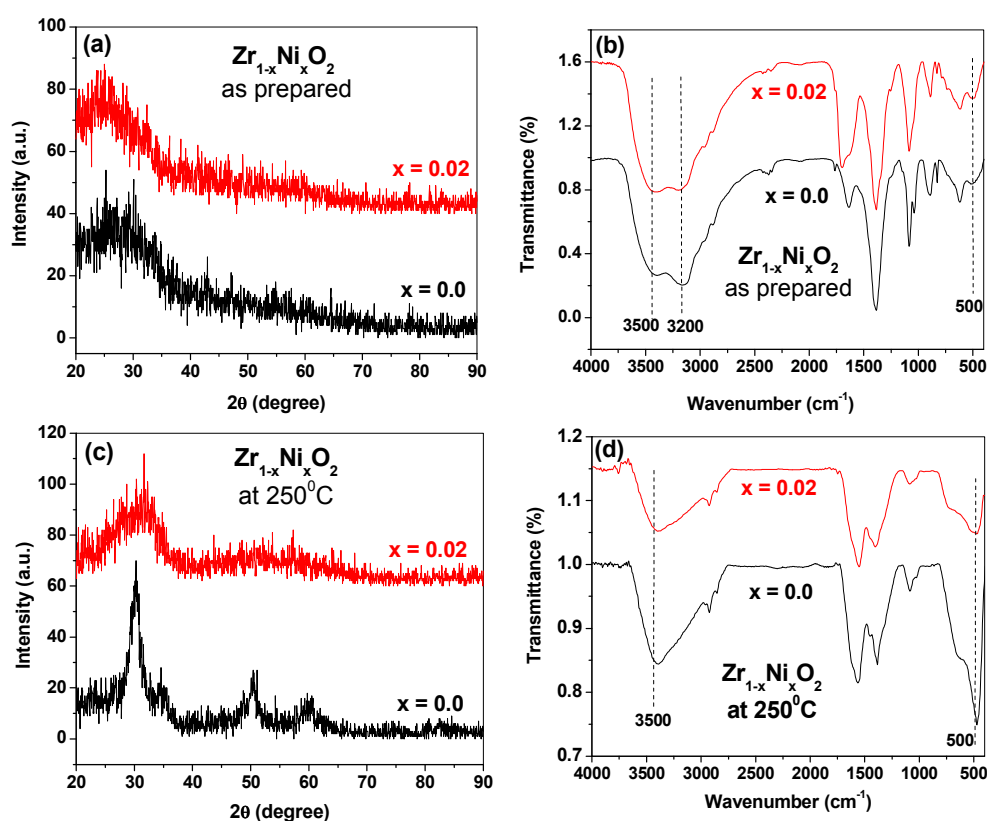 (a)
Zr1-xNixO2
as prepared
x = 0.02
x = 0.0
Intensity (a.u.)
100
80
60
40
20
0
20 30 40 50 60 70 80 90
2θ (degree)
(b)
x = 0.02
x = 0.0
Zr1-xNixO2
as prepared
3500 3200 500
Transmittance (%)
1.6
1.2
0.8
0.4
0.0
4000 3500 3000 2500 2000 1500 1000 500
Wavenumber (cm-1)
(c)
Zr1-xNixO2
at 250⁰C
x = 0.02
x = 0.0
Intensity (a.u.)
120
100
80
60
40
20
0
20 30 40 50 60 70 80 90
2θ (degree)
(d)
x = 0.02
x = 0.0
Zr1-xNixO2
at 250⁰C
3500 500
Transmittance (%)
1.2
1.1
1.0
0.9
0.8
0.7
4000 3500 3000 2500 2000 1500 1000 500
Wavenumber (cm-1)